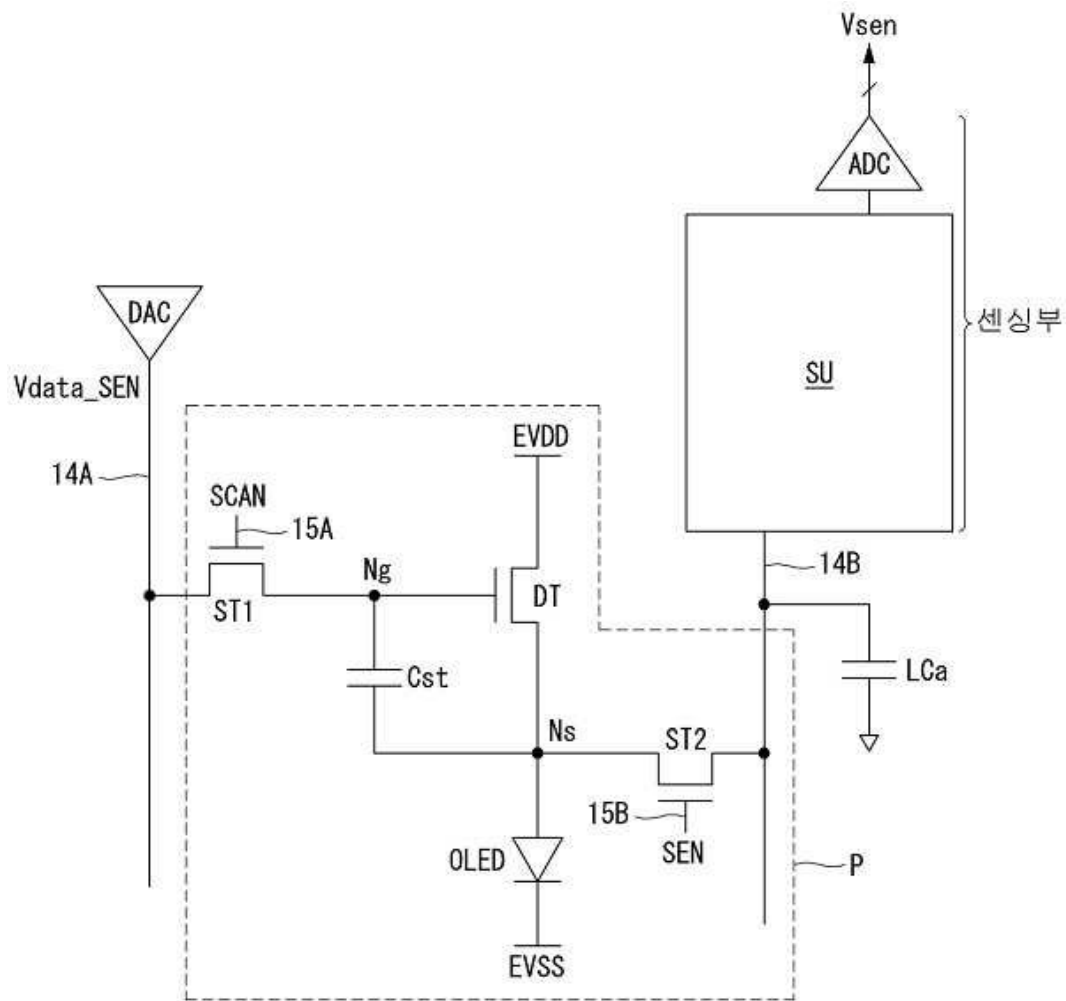 Vsen
ADC
센싱부
SU
DAC
Vdata_SEN
14A
EVDD
SCAN
15A
Ng
DT
ST1
14B
LCa
Cst
Ns
ST2
15B
SEN
OLED
P
EVSS